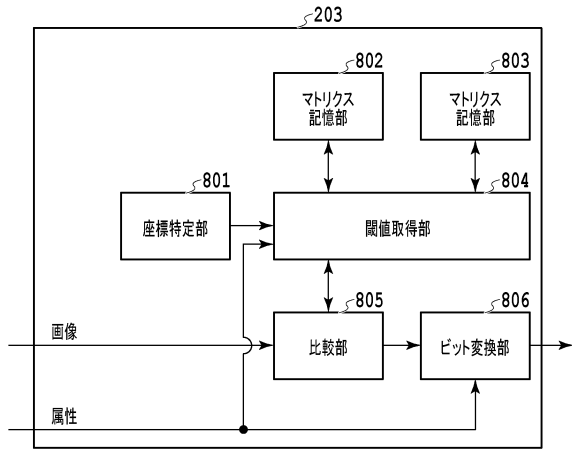 203
802
マトリクス
記憶部
803
マトリクス
記憶部
801
座標特定部
804
閾値取得部
805
比較部
806
ビット変換部
画像
属性